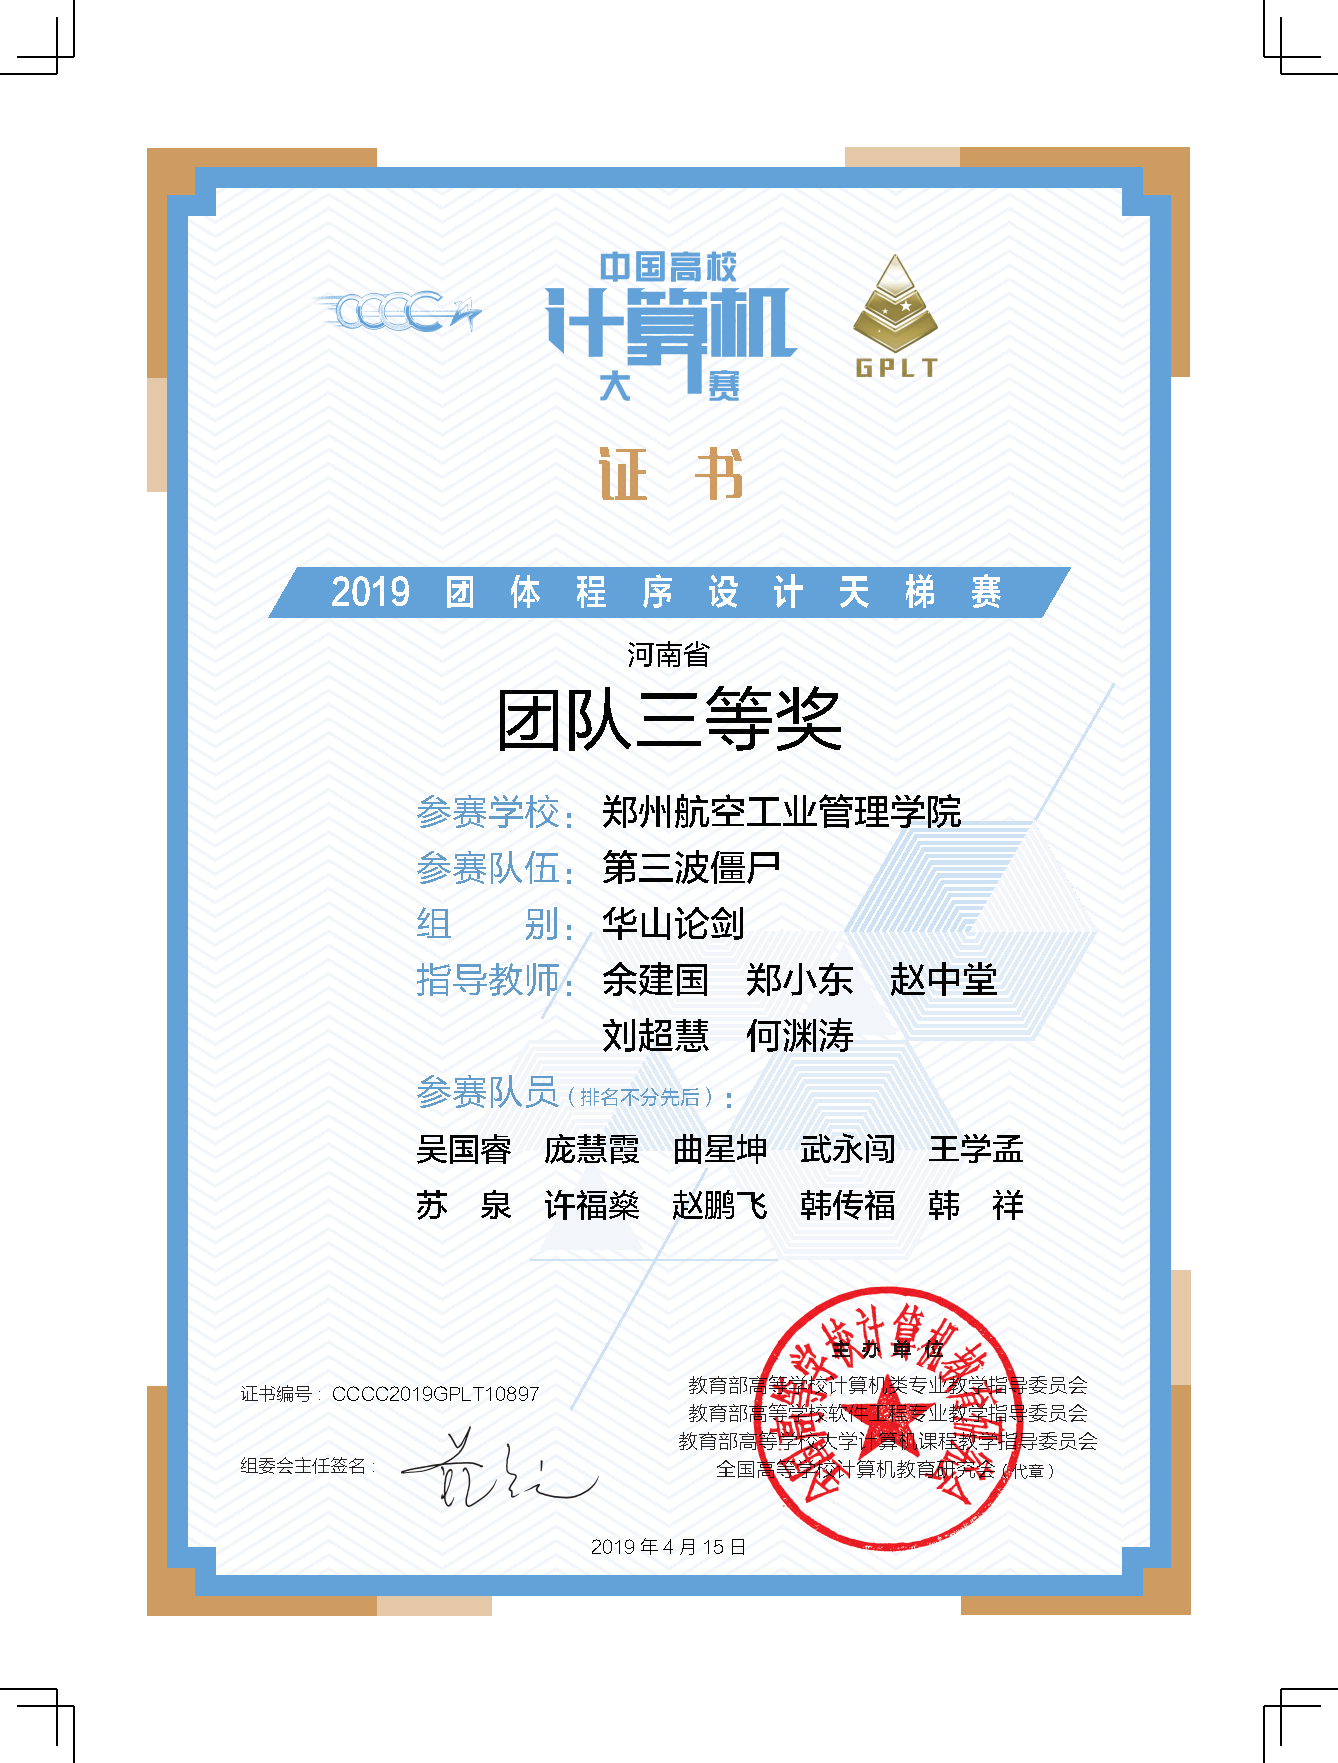 CCCC
中国高校
计算机
大 赛
GPLT
证 书
2019 团 体 程 序 设 计 天 梯 赛
河南省
团队三等奖
参赛学校：郑州航空工业管理学院
参赛队伍：第三波僵尸
组 别：华山论剑
指导教师：余建国 郑小东 赵中堂
刘超慧 何渊涛
参赛队员（排名不分先后）：
吴国睿 庞慧霞 曲星坤 武永闯 王学孟
苏 泉 许福燊 赵鹏飞 韩传福 韩 祥
全国高等学校计算机教育研究会
主 办 单 位
教育部高等学校计算机类专业教学指导委员会
教育部高等学校软件工程专业教学指导委员会
教育部高等学校大学计算机课程教学指导委员会
全国高等学校计算机教育研究会（代章）
证书编号：CCCC2019GPLT10897
组委会主任签名：
2019 年 4 月 15 日